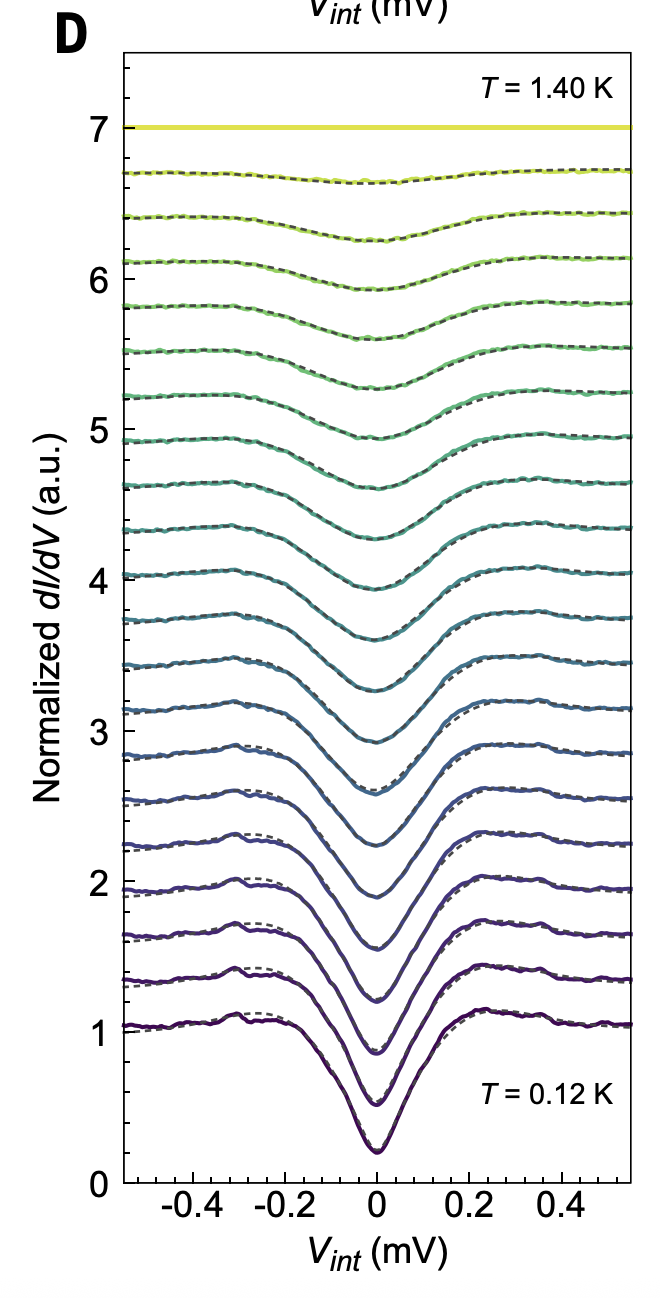 V_int (mV)
D
T = 1.40 K
7
6
5
4
3
2
1
0
Normalized dI/dV (a.u.)
T = 0.12 K
-0.4 -0.2 0 0.2 0.4
V_int (mV)